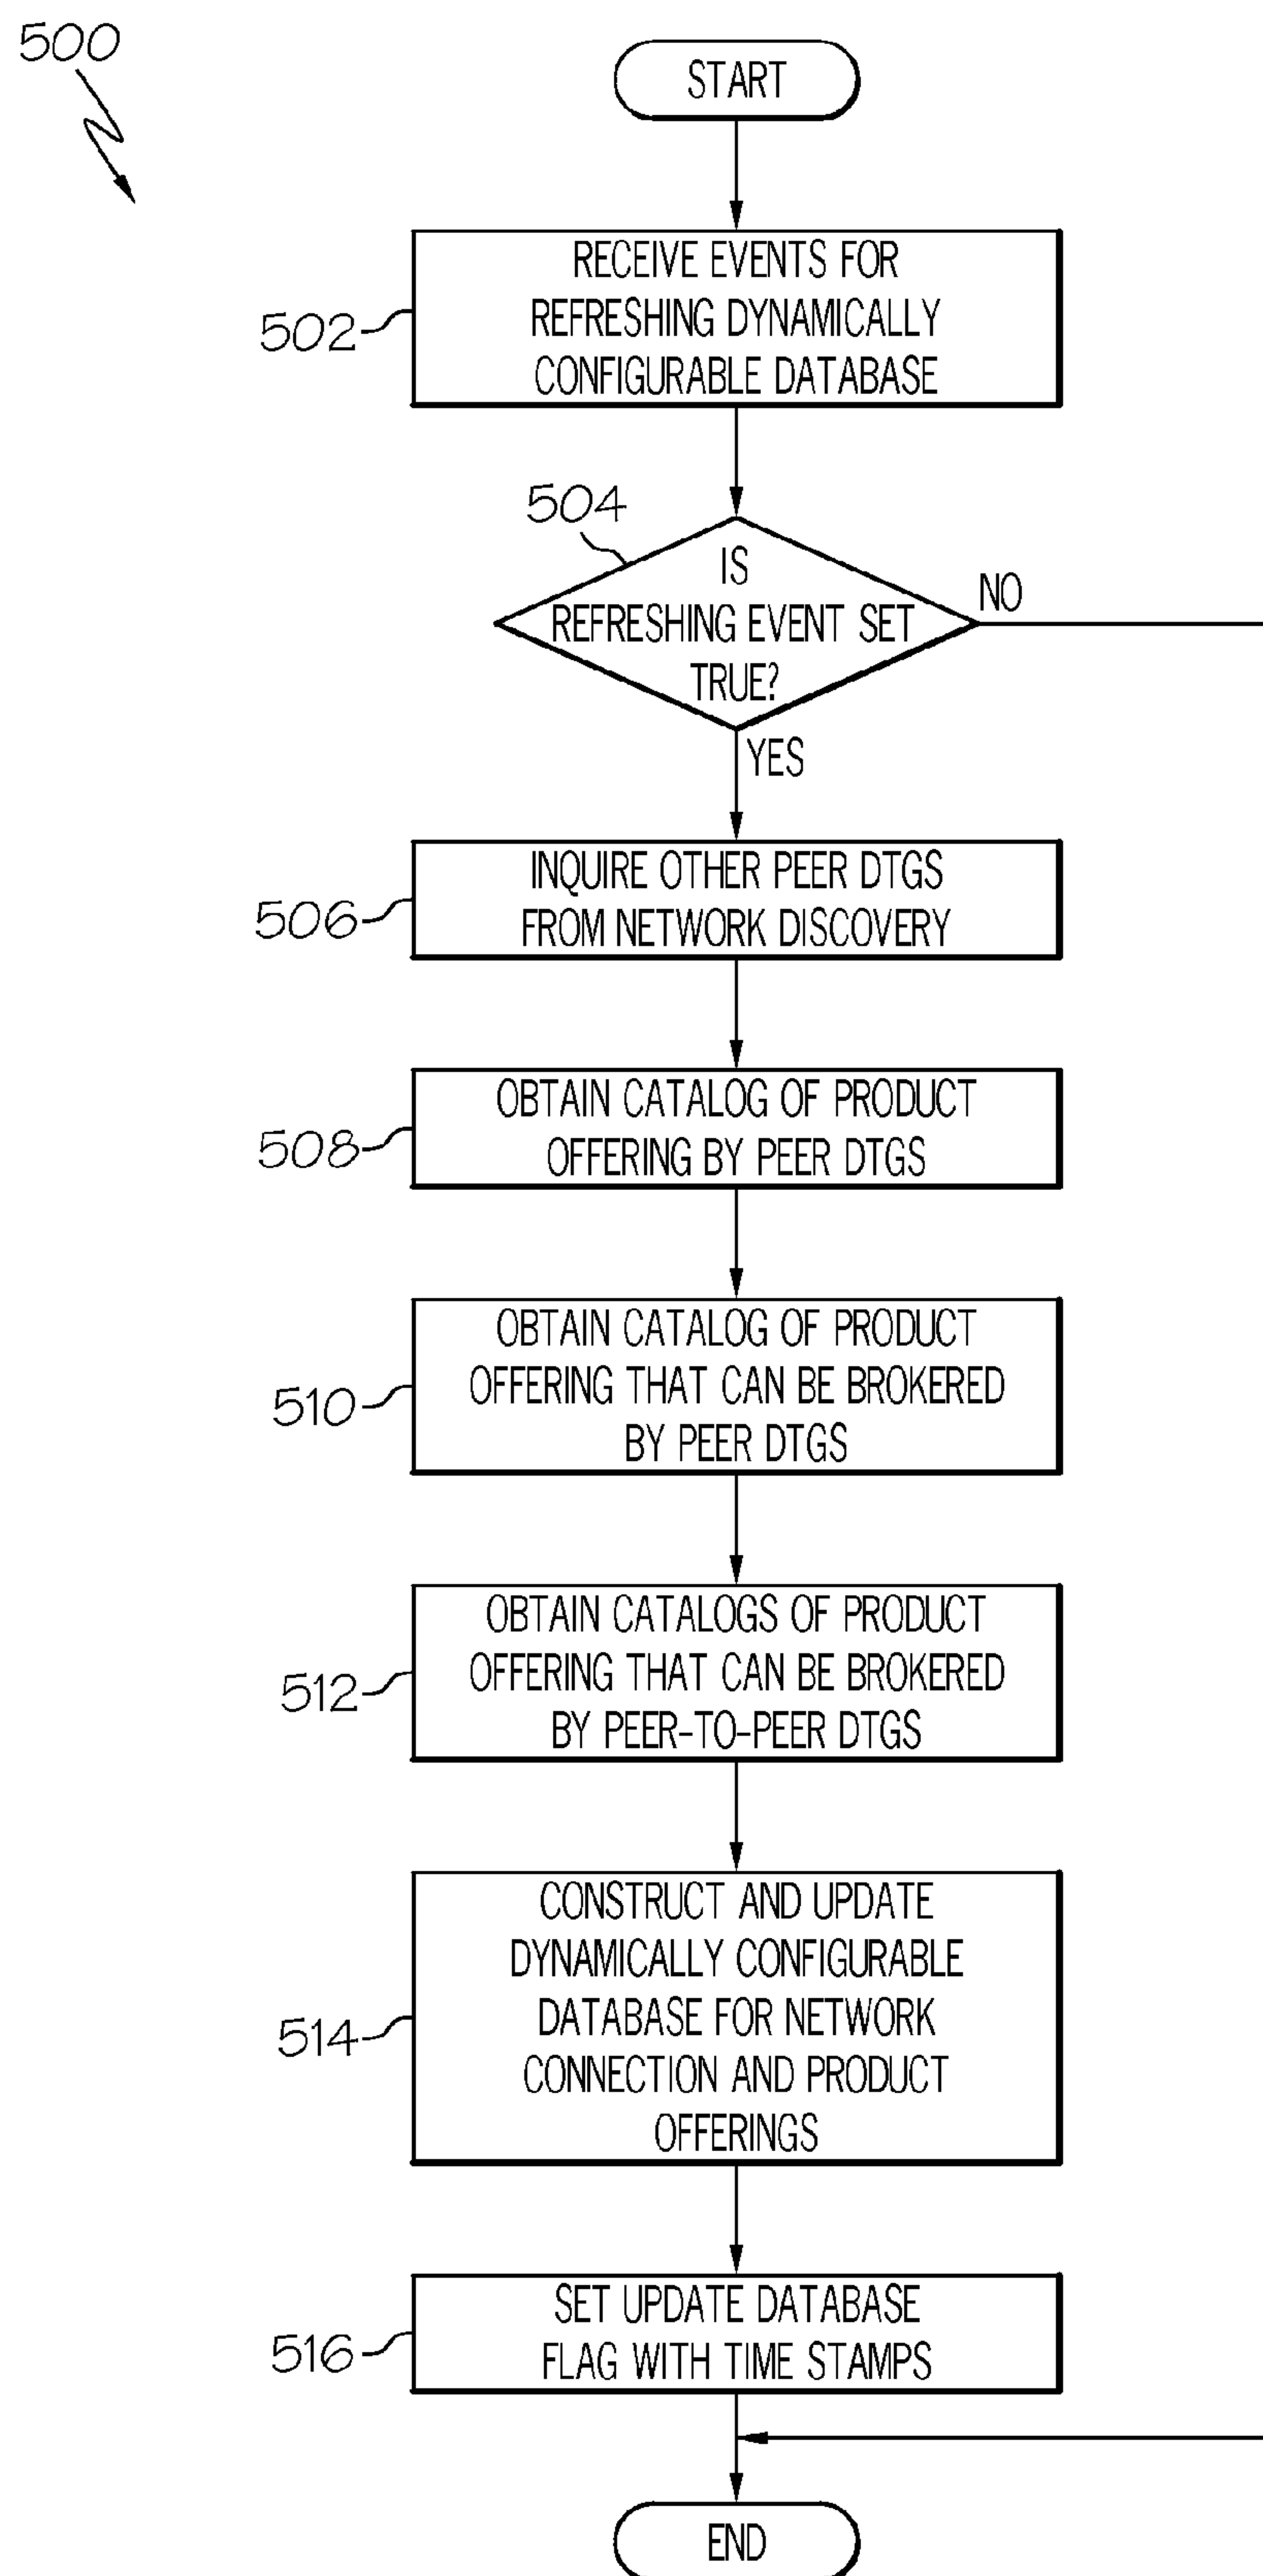 500
START
RECEIVE EVENTS FOR
REFRESHING DYNAMICALLY
CONFIGURABLE DATABASE
502
504
IS
REFRESHING EVENT SET
TRUE?
NO
YES
INQUIRE OTHER PEER DTGS
FROM NETWORK DISCOVERY
506
OBTAIN CATALOG OF PRODUCT
OFFERING BY PEER DTGS
508
OBTAIN CATALOG OF PRODUCT
OFFERING THAT CAN BE BROKERED
BY PEER DTGS
510
OBTAIN CATALOGS OF PRODUCT
OFFERING THAT CAN BE BROKERED
BY PEER-TO-PEER DTGS
512
CONSTRUCT AND UPDATE
DYNAMICALLY CONFIGURABLE
DATABASE FOR NETWORK
CONNECTION AND PRODUCT
OFFERINGS
514
SET UPDATE DATABASE
FLAG WITH TIME STAMPS
516
END